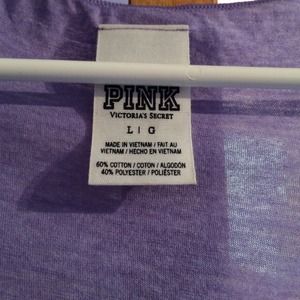 PINK
VICTORIA'S SECRET
L | G
MADE IN VIETNAM / FAIT AU
VIETNAM / HECHO EN VIETNAM
60% COTTON / COTON / ALGODÓN
40% POLYESTER / POLIÉSTER